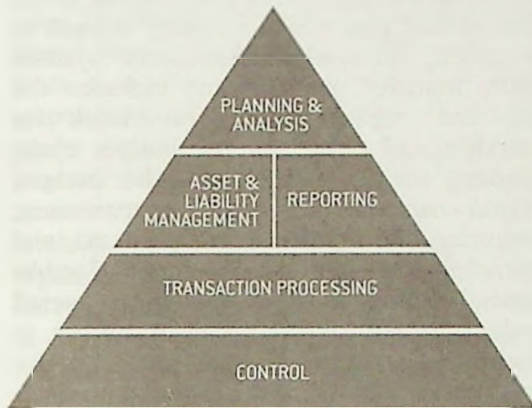 PLANNING &
ANALYSIS
ASSET &
LIABILITY
MANAGEMENT
REPORTING
TRANSACTION PROCESSING
CONTROL